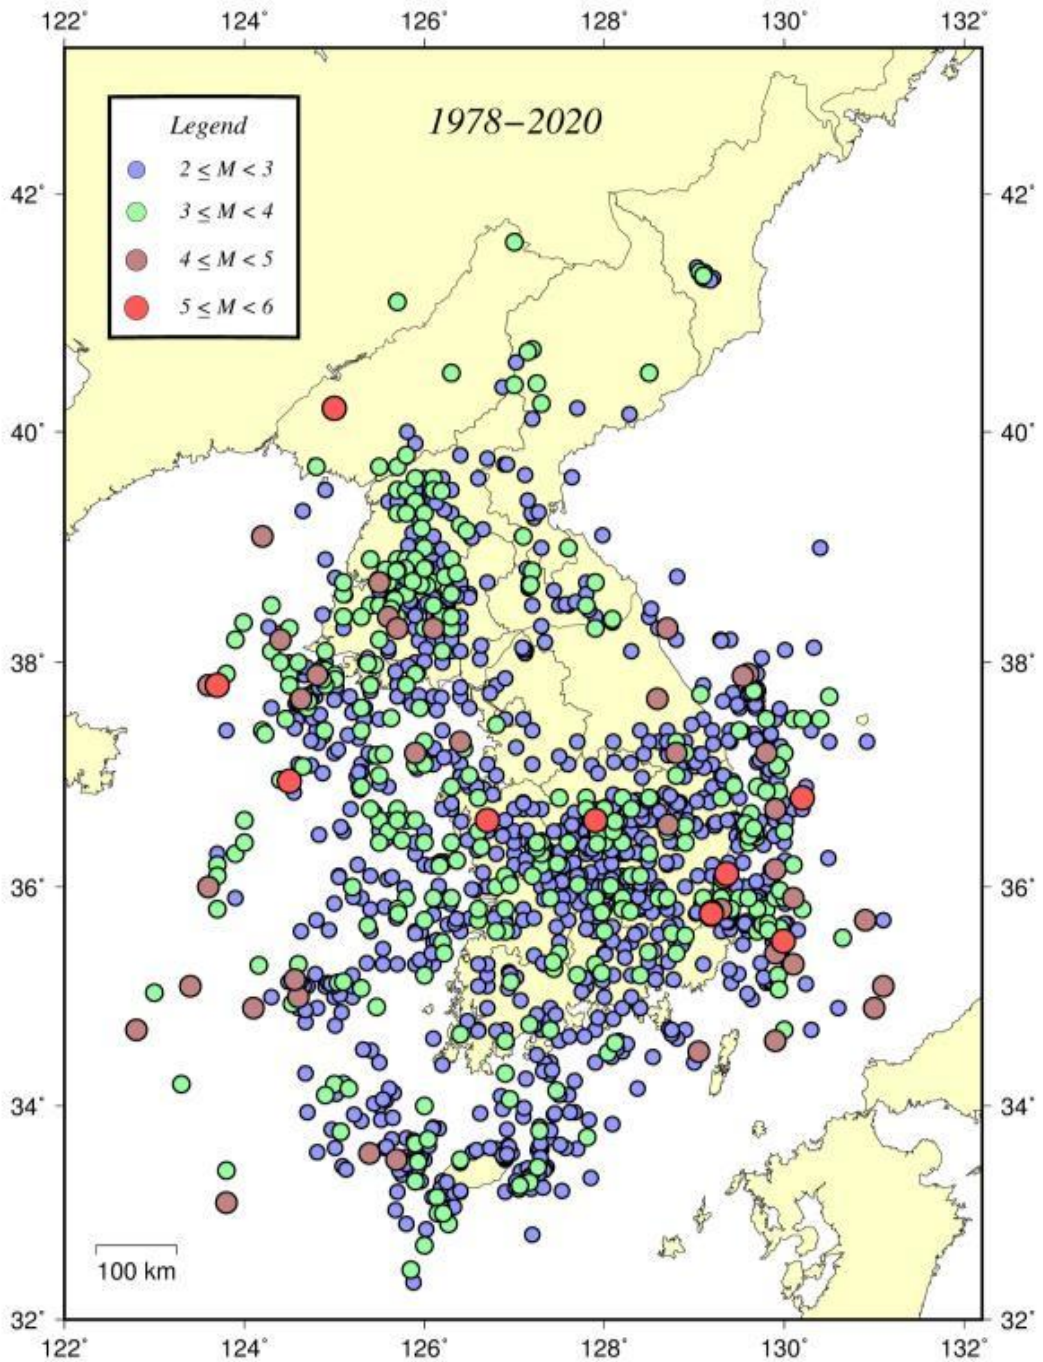 122˚ 124˚ 126˚ 128˚ 130˚ 132˚
Legend
1978−2020
2 ≤ M < 3
3 ≤ M < 4
4 ≤ M < 5
5 ≤ M < 6
42˚ 42˚
40˚ 40˚
38˚ 38˚
36˚ 36˚
34˚ 34˚
100 km
32˚ 32˚
122˚ 124˚ 126˚ 128˚ 130˚ 132˚